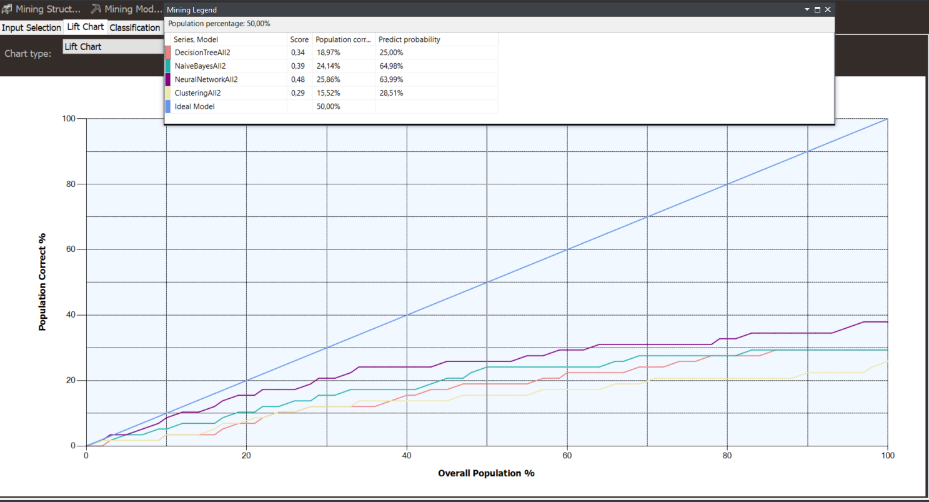 Mining Struct... Mining Mod... Mining Legend
Population percentage: 50,00%
Input Selection Lift Chart Classification
Chart type: Lift Chart
Series, Model Score Population corr... Predict probability
DecisionTreeAll2 0,34 18,97% 25,00%
NaiveBayesAll2 0,39 24,14% 64,98%
NeuralNetworkAll2 0,48 25,86% 63,99%
ClusteringAll2 0,29 15,52% 28,51%
Ideal Model 50,00%
100
80
60
40
20
0
Population Correct %
0 20 40 60 80 100
Overall Population %